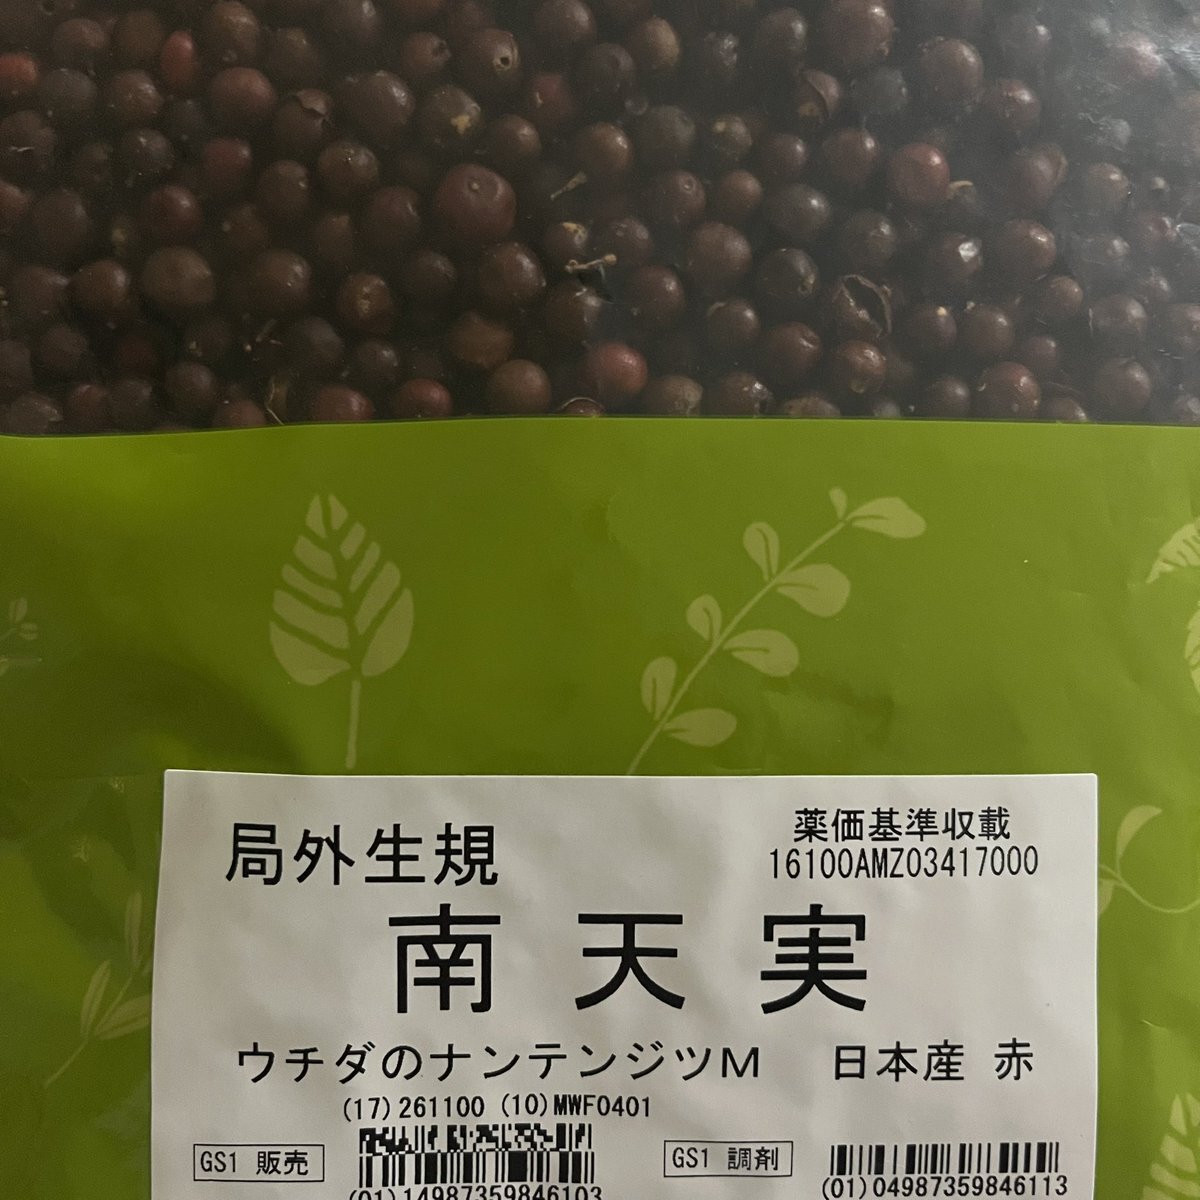 局外生規
薬価基準収載
16100AMZ03417000
南天実
ウチダのナンテンジツM 日本産 赤
(17)261100 (10)MWF0401
GS1 販売
(01)14987359846103
GS1 調剤
(01)04987359846113